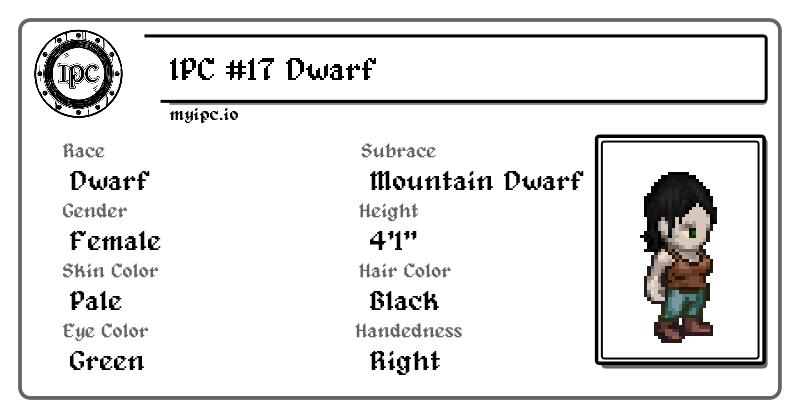 IPC
IPC #17 Dwarf
myipc.io
Race
Subrace
Dwarf
Mountain Dwarf
Gender
Height
Female
4'1"
Skin Color
Hair Color
Pale
Black
Eye Color
Handedness
Green
Right